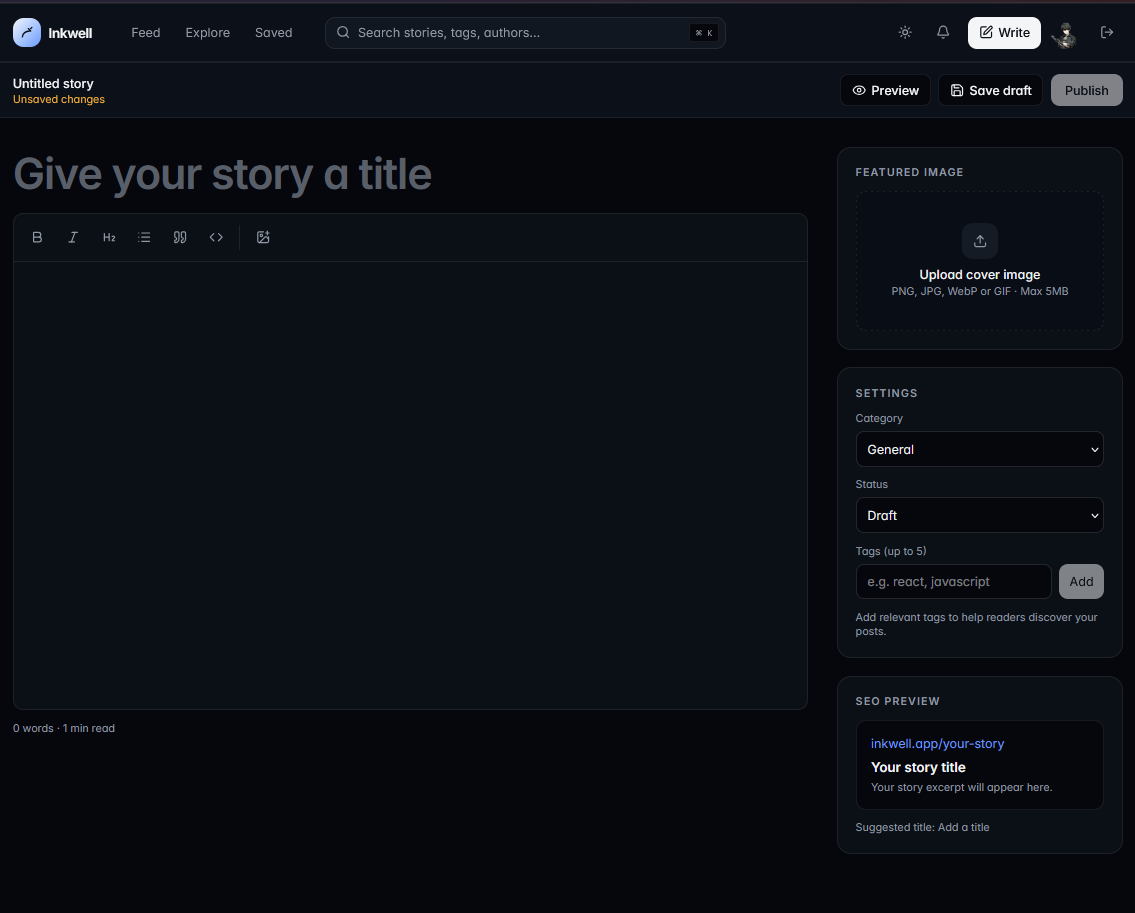 Inkwell
Feed
Explore
Saved
Search stories, tags, authors...
⌘ K
Write
Untitled story
Unsaved changes
Preview
Save draft
Publish
Give your story a title
B
I
H2
0 words · 1 min read
FEATURED IMAGE
Upload cover image
PNG, JPG, WebP or GIF · Max 5MB
SETTINGS
Category
General
Status
Draft
Tags (up to 5)
e.g. react, javascript
Add
Add relevant tags to help readers discover your
posts.
SEO PREVIEW
inkwell.app/your-story
Your story title
Your story excerpt will appear here.
Suggested title: Add a title